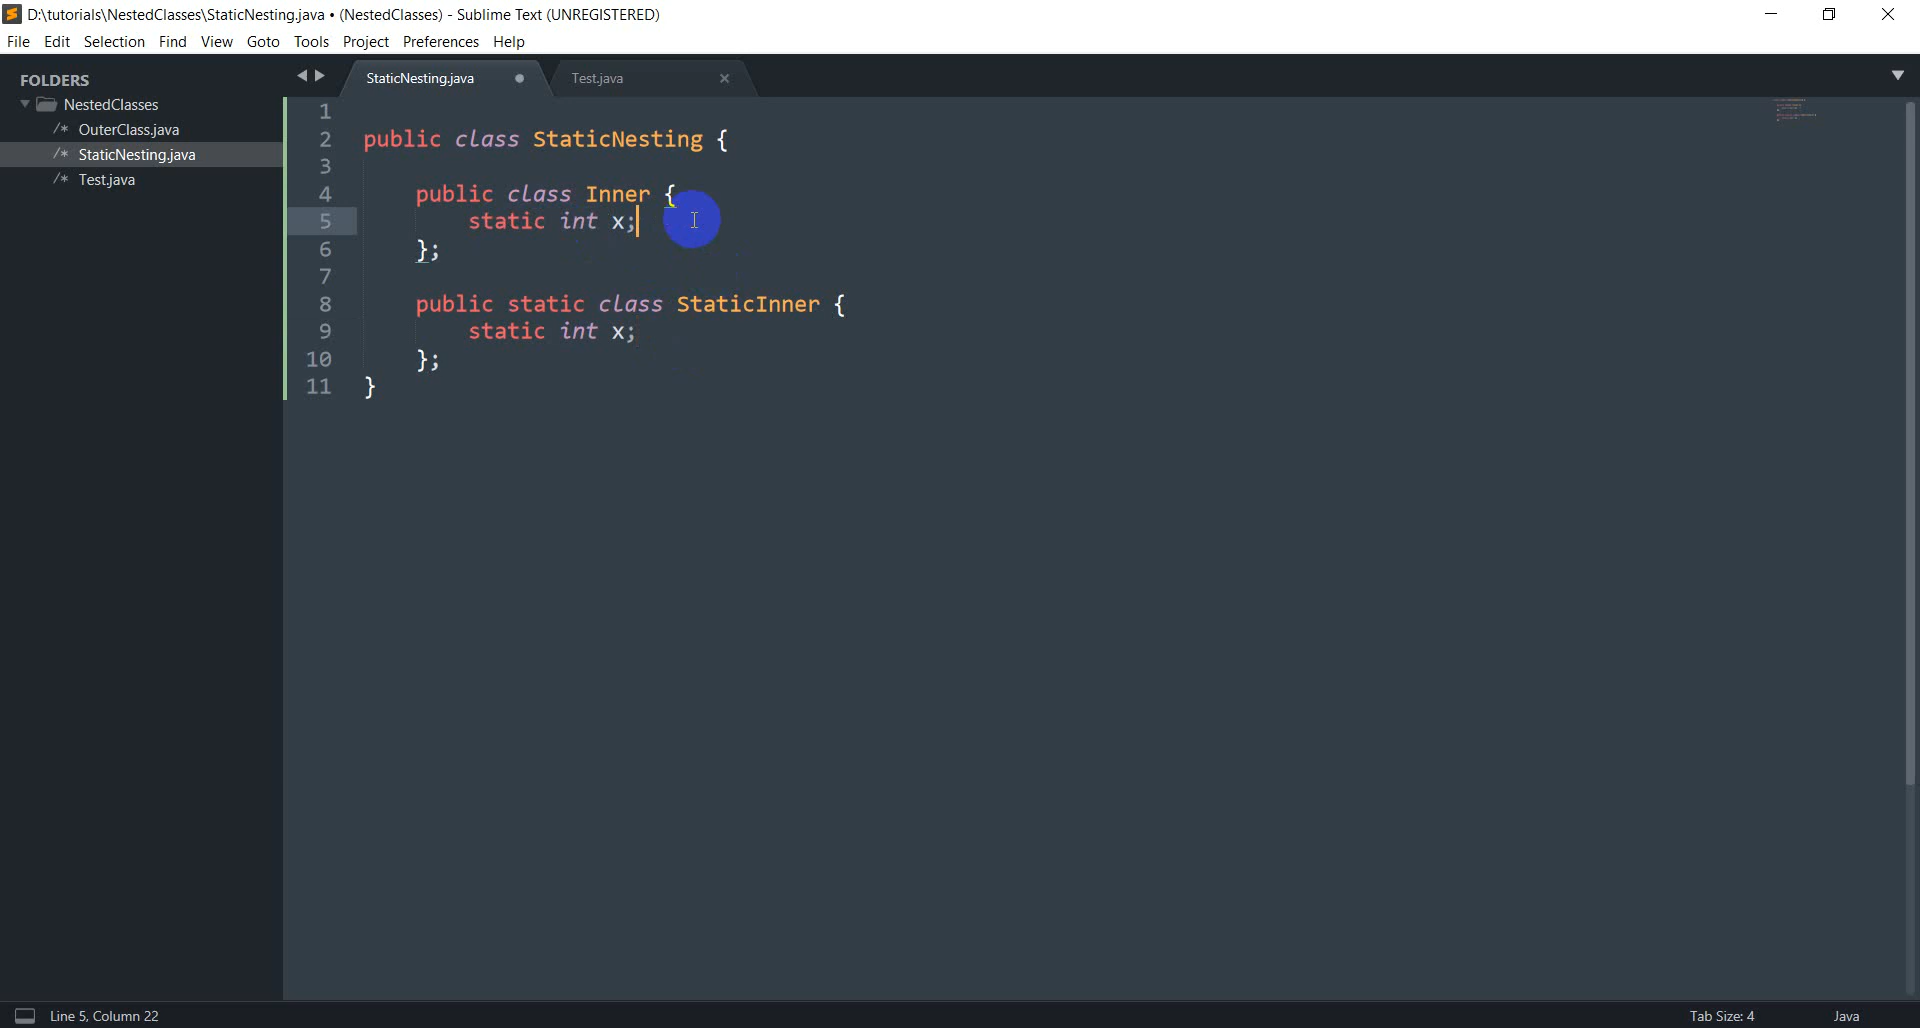 D:\tutorials\NestedClasses\StaticNesting.java • (NestedClasses) - Sublime Text (UNREGISTERED)
File Edit Selection Find View Goto Tools Project Preferences Help
FOLDERS
NestedClasses
/* OuterClass.java
/* StaticNesting.java
/* Test.java
StaticNesting.java
Test.java
1
2 public class StaticNesting {
3
4 public class Inner {
5 static int x;
6 };
7
8 public static class StaticInner {
9 static int x;
10 };
11 }
Line 5, Column 22
Tab Size: 4
Java